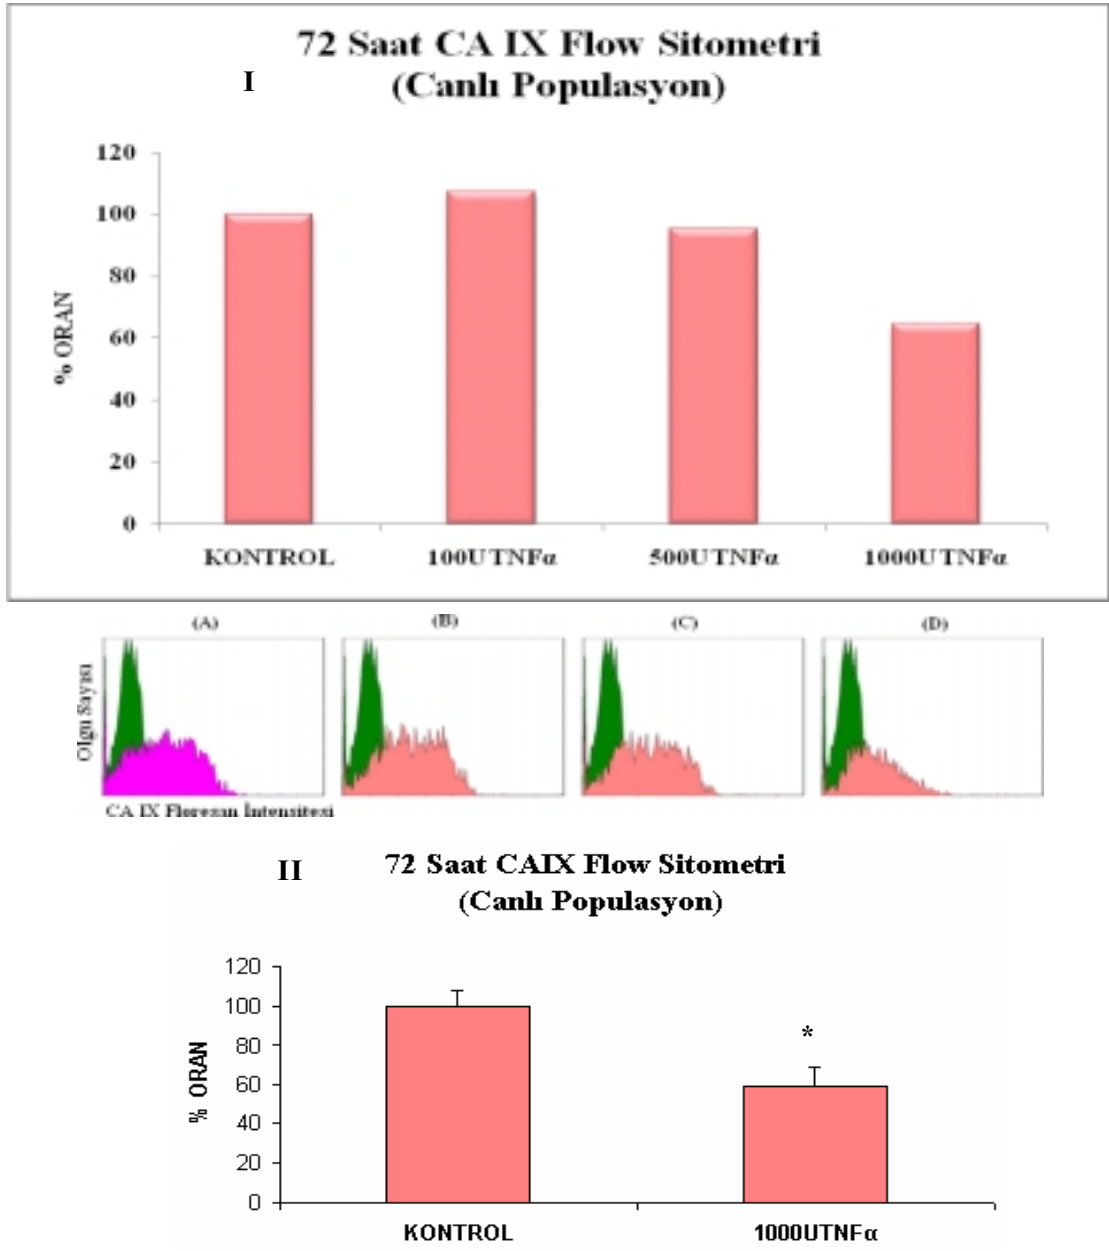 72 Saat CA IX Flow Sitometri
I
(Canlı Populasyon)
120
100
80
60
40
20
0
% ORAN
KONTROL 100UTNFα 500UTNFα 1000UTNFα
(A) (B) (C) (D)
Olgu Sayısı
CA IX Floresan İntensitesi
II
72 Saat CAIX Flow Sitometri
(Canlı Populasyon)
120
100
80
60
40
20
0
% ORAN
*
KONTROL 1000UTNFα